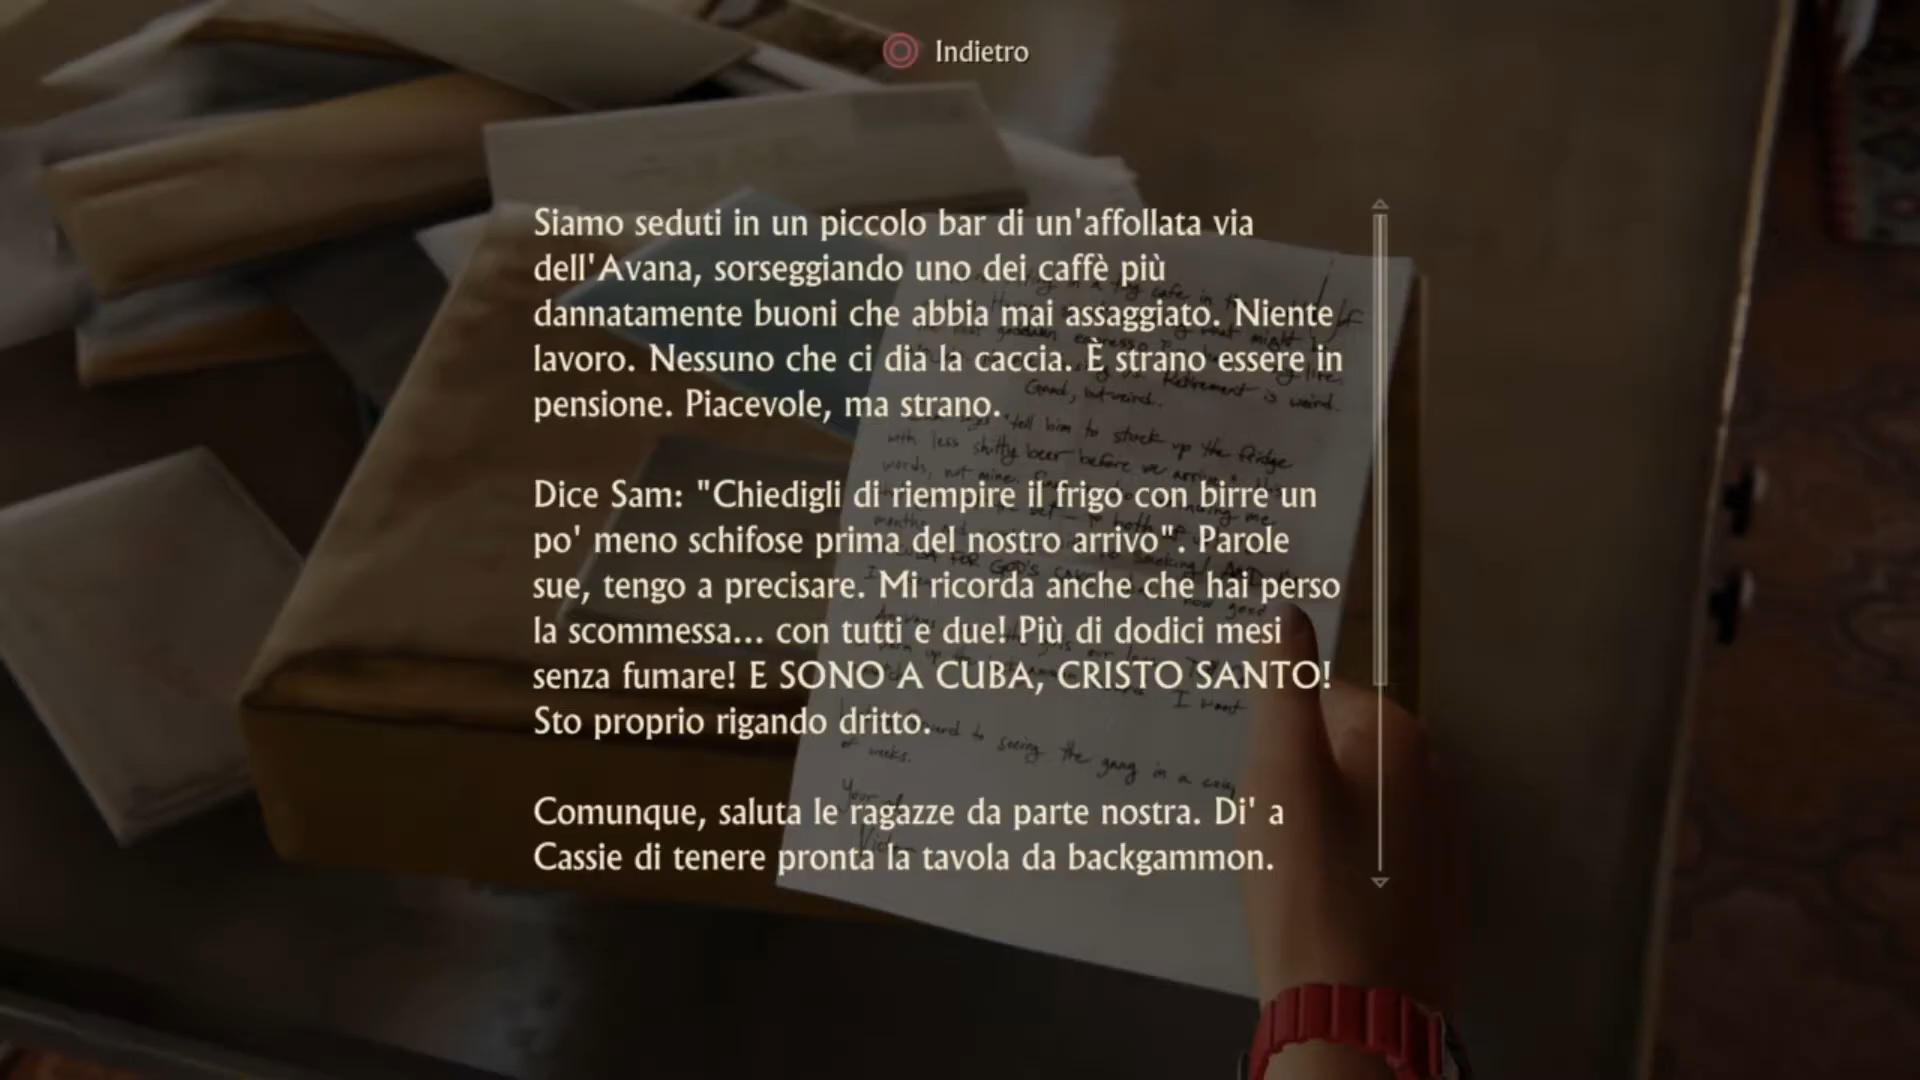 Indietro
Siamo seduti in un piccolo bar di un'affollata via
dell'Avana, sorseggiando uno dei caffè più
dannatamente buoni che abbia mai assaggiato. Niente
lavoro. Nessuno che ci dia la caccia. È strano essere in
pensione. Piacevole, ma strano.
Dice Sam: "Chiedigli di riempire il frigo con birre un
po' meno schifose prima del nostro arrivo". Parole
sue, tengo a precisare. Mi ricorda anche che hai perso
la scommessa... con tutti e due! Più di dodici mesi
senza fumare! E SONO A CUBA, CRISTO SANTO!
Sto proprio rigando dritto.
Comunque, saluta le ragazze da parte nostra. Di' a
Cassie di tenere pronta la tavola da backgammon.